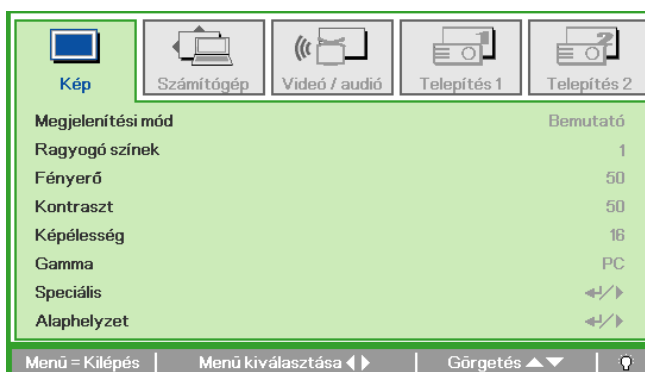 Kép
Számítógép
Videó / audió
Telepítés 1
Telepítés 2
Megjelenítési mód Bemutató
Ragyogó színek 1
Fényerő 50
Kontraszt 50
Képélesség 16
Gamma PC
Speciális
Alaphelyzet
Menü = Kilépés Menü kiválasztása Görgetés